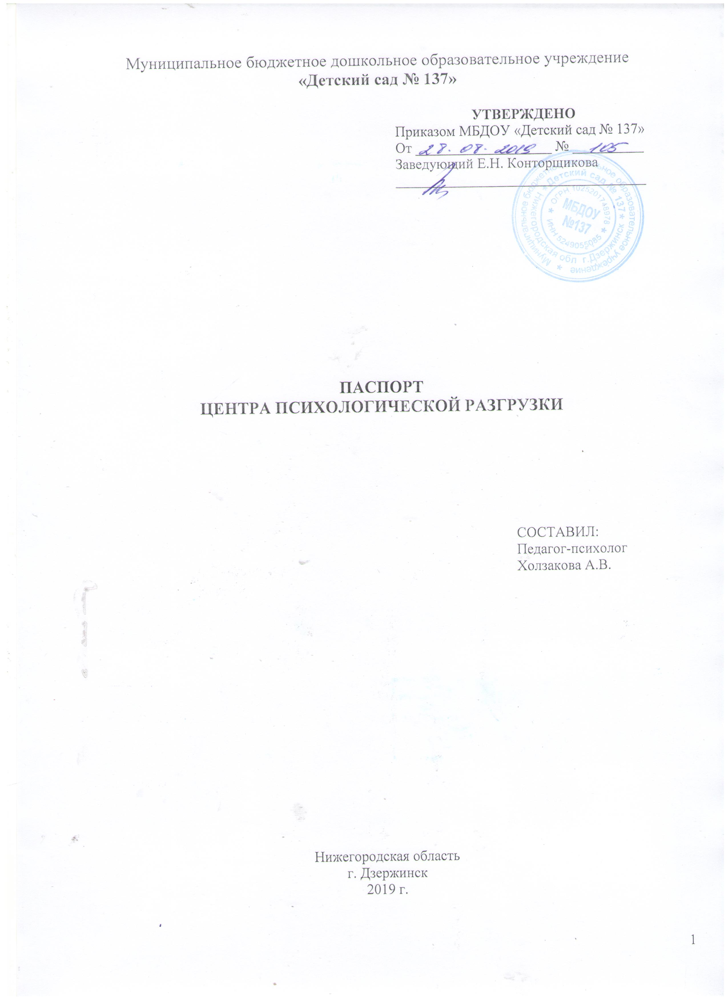 Муниципальное бюджетное дошкольное образовательное учреждение
«Детский сад № 137»
УТВЕРЖДЕНО
Приказом МБДОУ «Детский сад № 137»
От 28. 08. 2019 № 105
Заведующий Е.Н. Конторщикова
Муниципальное бюджетное дошкольное образовательное учреждение *
* Детский сад № 137 * Нижегородская обл г.Дзержинск
* ОГРН 1025201748978 * ИНН 5249055085
МБДОУ
№137
ПАСПОРТ
ЦЕНТРА ПСИХОЛОГИЧЕСКОЙ РАЗГРУЗКИ
СОСТАВИЛ:
Педагог-психолог
Холзакова А.В.
Нижегородская область
г. Дзержинск
2019 г.
1